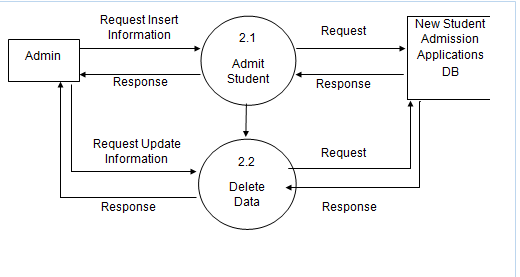 Request Insert
Information
2.1
Request
New Student
Admission
Applications
DB
Admin
Admit
Student
Response
Response
Request Update
Information
2.2
Request
Delete
Data
Response
Response